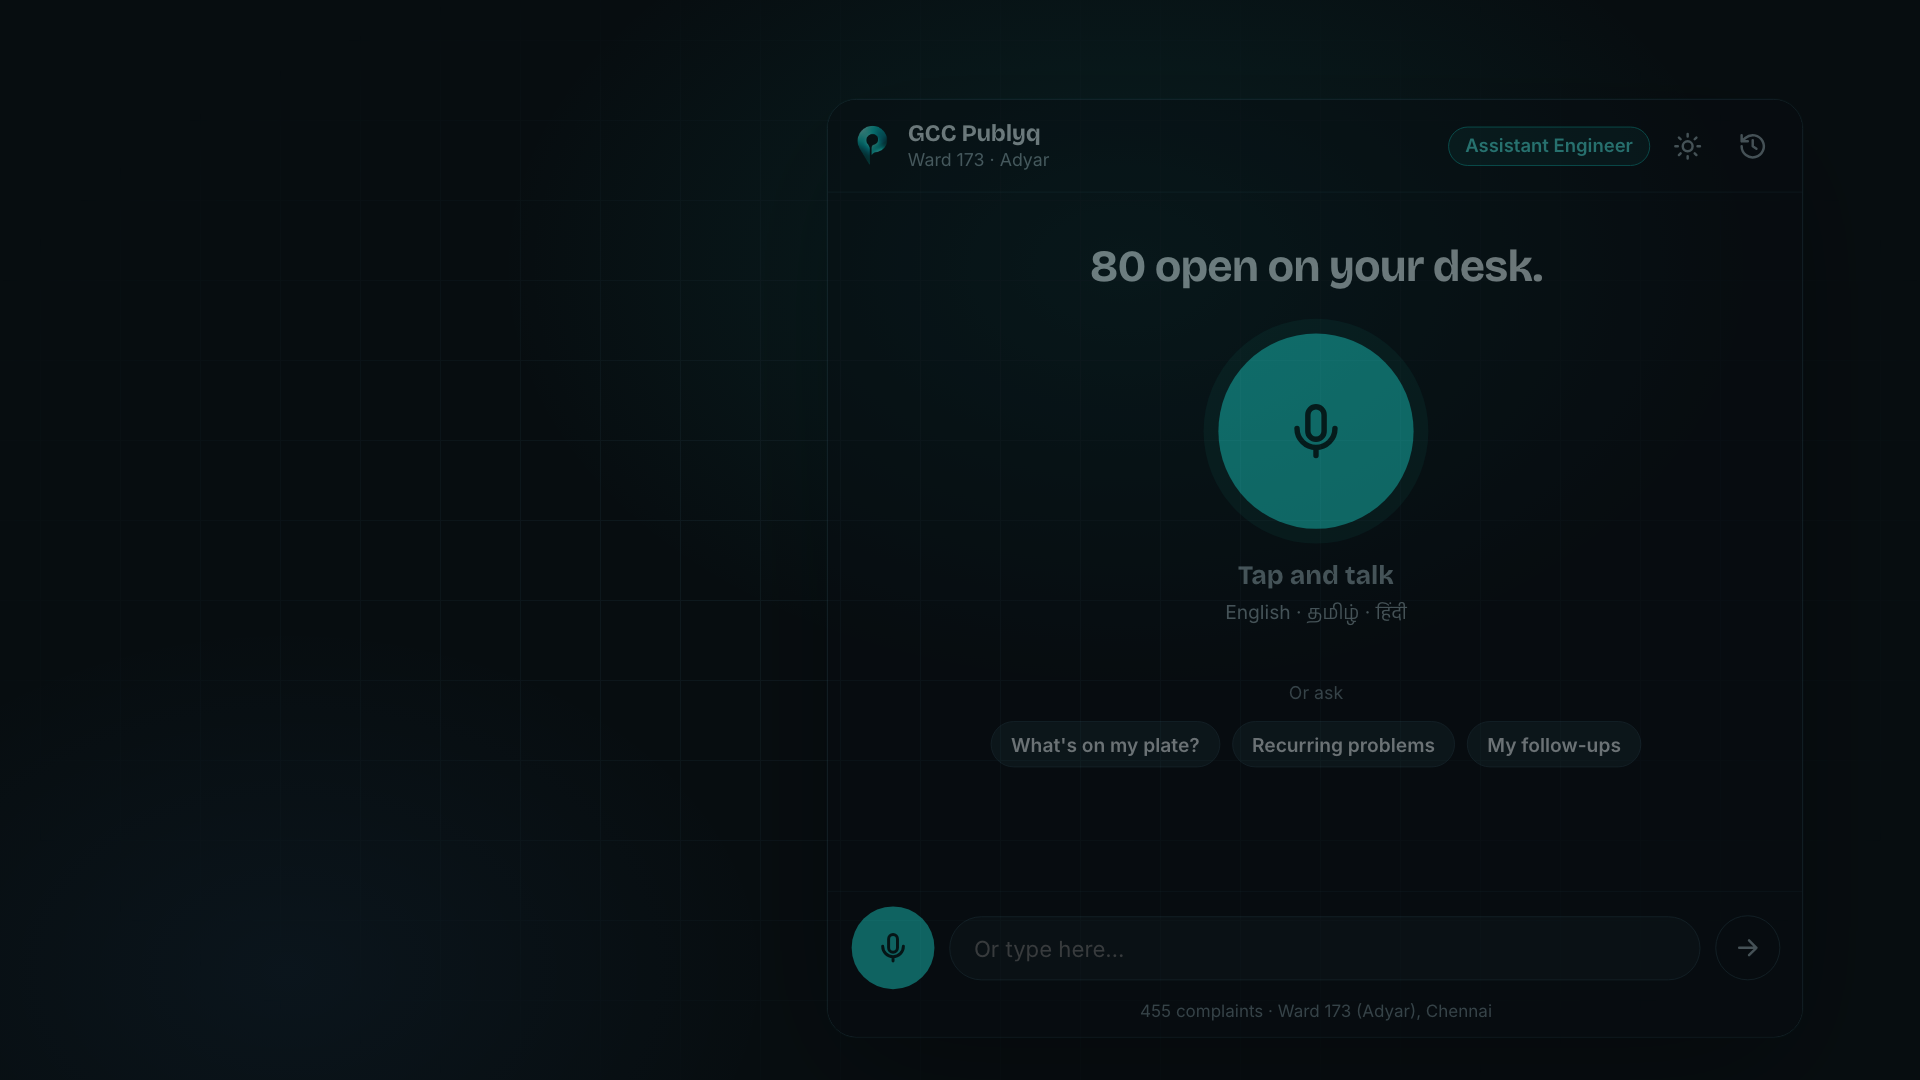 GCC Publyq
Ward 173 · Adyar
Assistant Engineer
80 open on your desk.
Tap and talk
English · தமிழ் · हिंदी
Or ask
What's on my plate?
Recurring problems
My follow-ups
Or type here...
455 complaints · Ward 173 (Adyar), Chennai